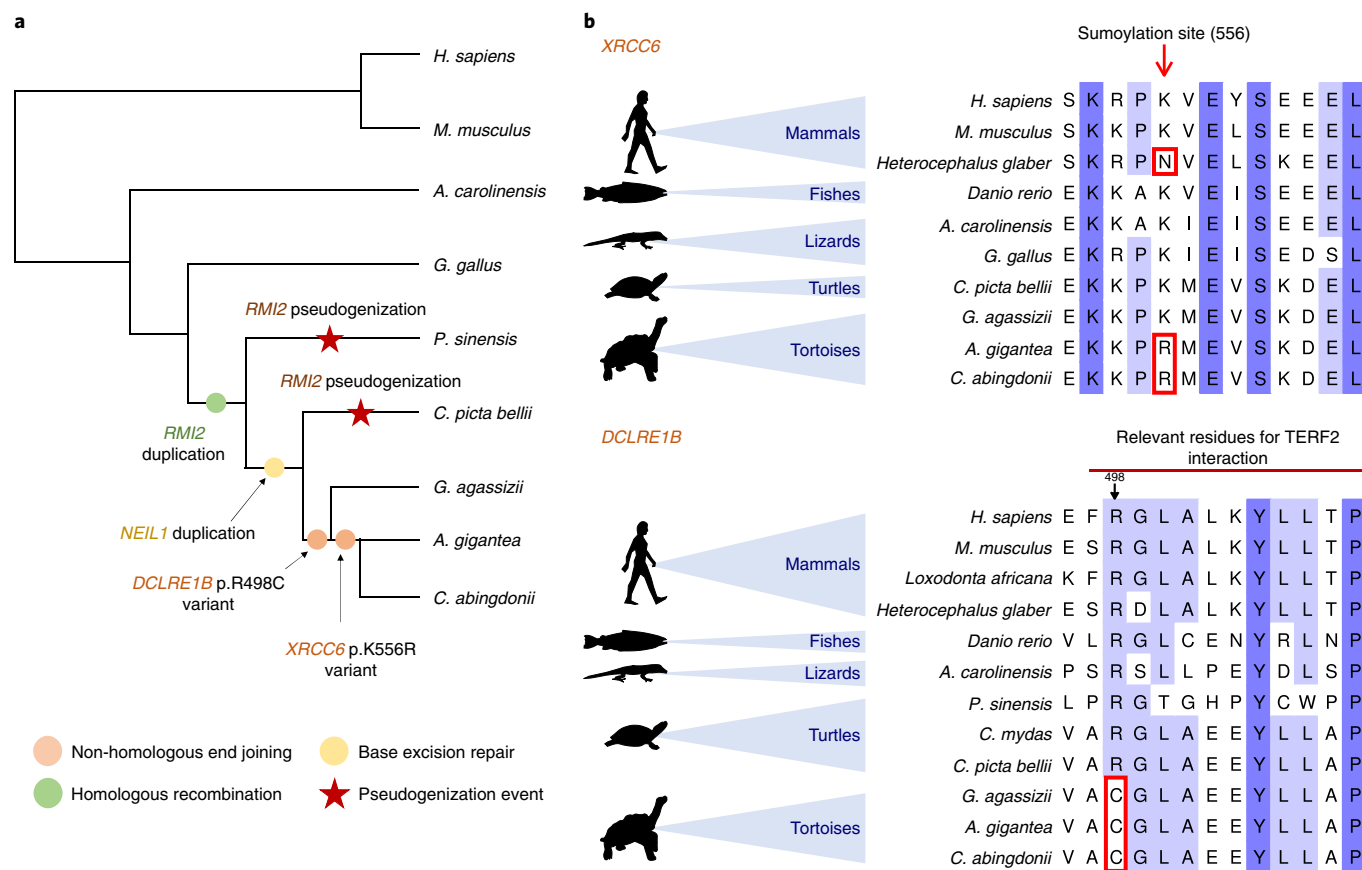 a
H. sapiens
M. musculus
A. carolinensis
G. gallus
RMI2 pseudogenization
P. sinensis
RMI2 pseudogenization
C. picta bellii
RMI2
duplication
G. agassizii
NEIL1 duplication
A. gigantea
DCLRE1B p.R498C
variant
C. abingdonii
XRCC6 p.K556R
variant
Non-homologous end joining
Base excision repair
Homologous recombination
Pseudogenization event
b
XRCC6
Sumoylation site (556)
Mammals
Fishes
Lizards
Turtles
Tortoises
H. sapiens S K R P K V E Y S E E E L
M. musculus S K K P K V E L S E E E L
Heterocephalus glaber S K R P N V E L S K E E L
Danio rerio E K K A K V E I S E E E L
A. carolinensis E K K A K I E I S E E E L
G. gallus E K R P K I E I S E D S L
C. picta bellii E K K P K M E V S K D E L
G. agassizii E K K P K M E V S K D E L
A. gigantea E K K P R M E V S K D E L
C. abingdonii E K K P R M E V S K D E L
DCLRE1B
Relevant residues for TERF2
interaction
498
Mammals
Fishes
Lizards
Turtles
Tortoises
H. sapiens E F R G L A L K Y L L T P
M. musculus E S R G L A L K Y L L T P
Loxodonta africana K F R G L A L K Y L L T P
Heterocephalus glaber E S R D L A L K Y L L T P
Danio rerio V L R G L C E N Y R L N P
A. carolinensis P S R S L L P E Y D L S P
P. sinensis L P R G T G H P Y C W P P
C. mydas V A R G L A E E Y L L A P
C. picta bellii V A R G L A E E Y L L A P
G. agassizii V A C G L A E E Y L L A P
A. gigantea V A C G L A E E Y L L A P
C. abingdonii V A C G L A E E Y L L A P